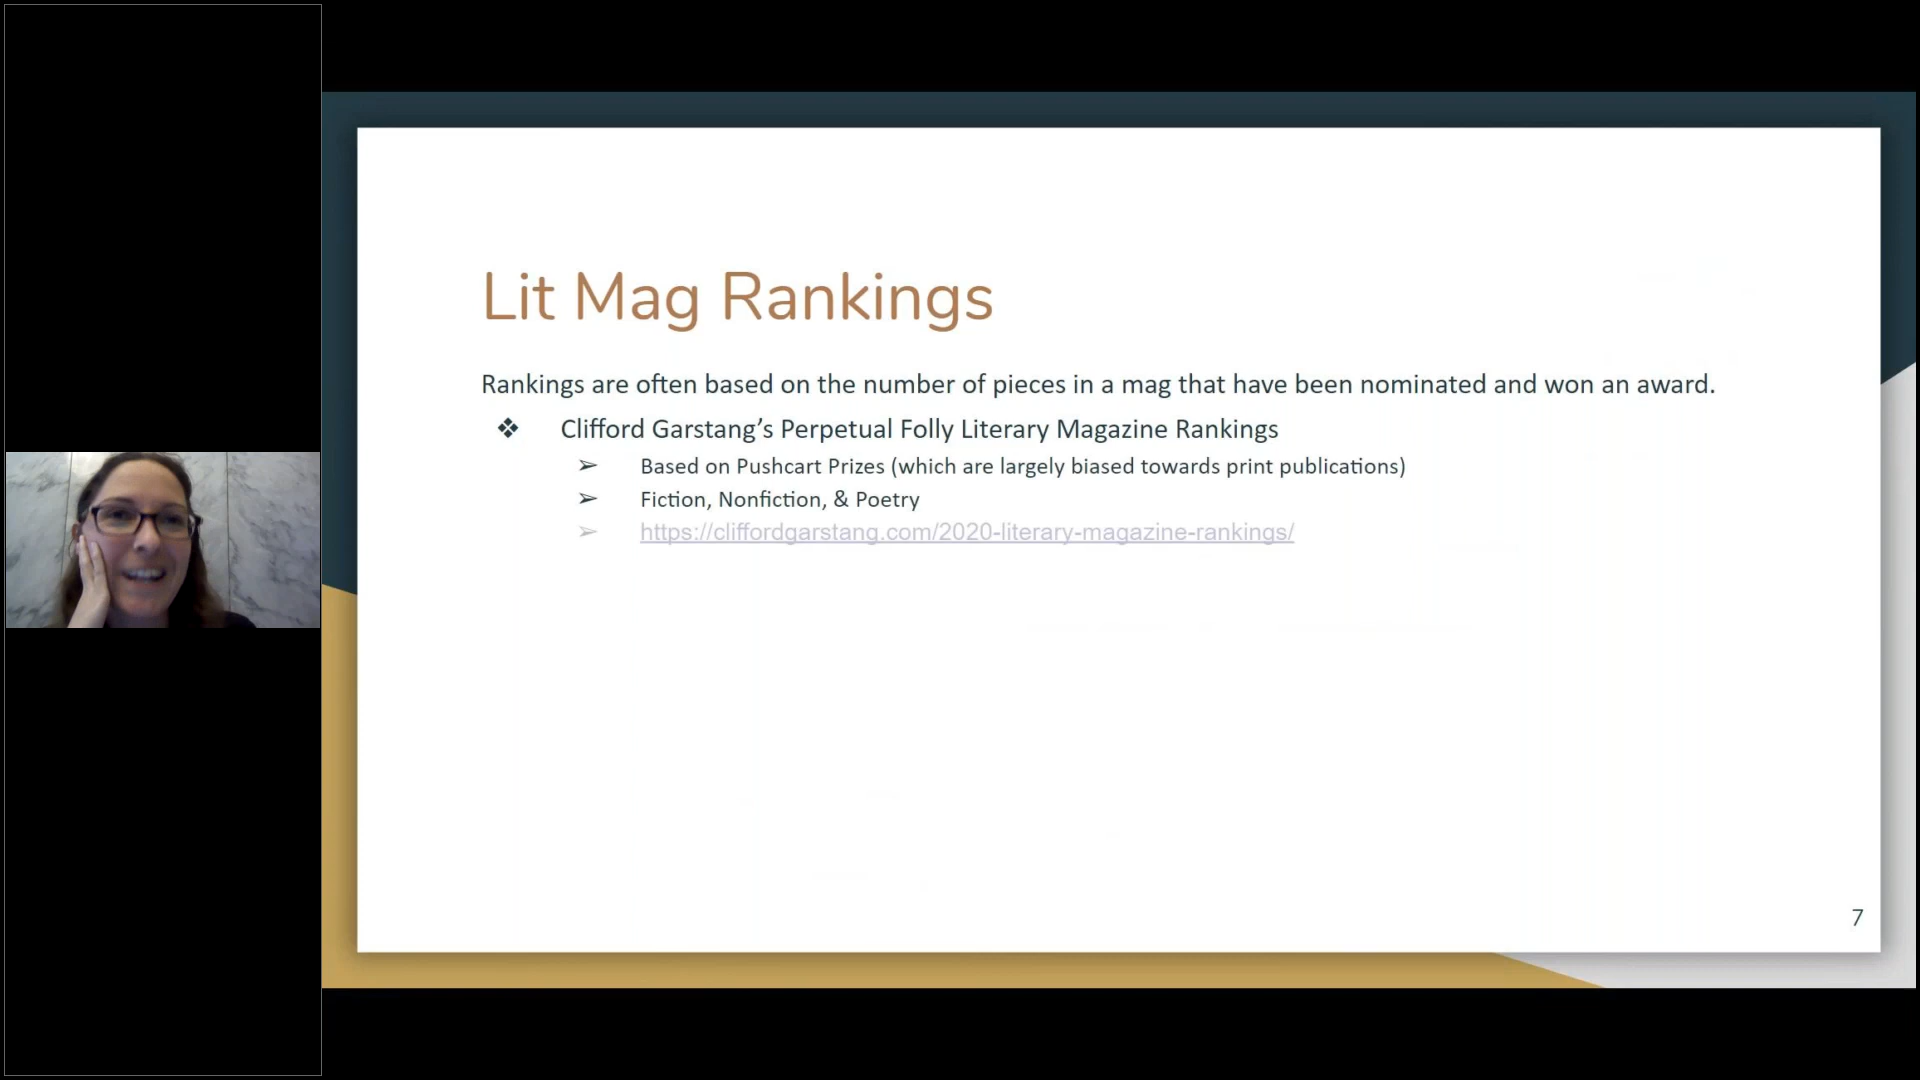 Lit Mag Rankings
Rankings are often based on the number of pieces in a mag that have been nominated and won an award.
❖ Clifford Garstang’s Perpetual Folly Literary Magazine Rankings
➢ Based on Pushcart Prizes (which are largely biased towards print publications)
➢ Fiction, Nonfiction, & Poetry
➢ https://cliffordgarstang.com/2020-literary-magazine-rankings/
7